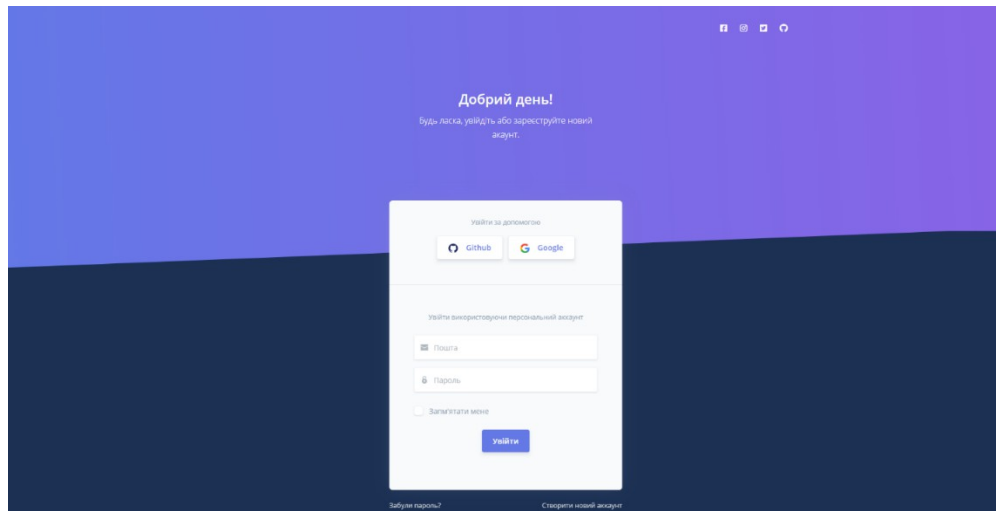 Добрий день!
Будь ласка, увійдіть або зареєструйте новий
акаунт.
Увійти за допомогою
Github
Google
Увійти використовуючи персональний аккаунт
Пошта
Пароль
Запм'ятати мене
Увійти
Забули пароль?
Створити новий аккаунт